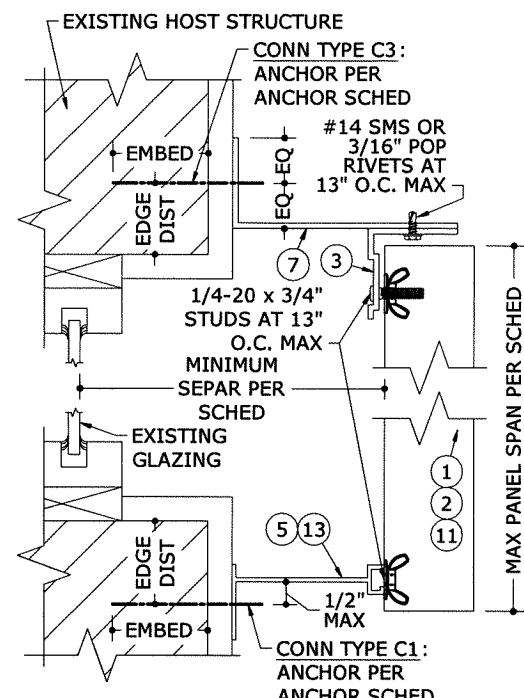 EXISTING HOST STRUCTURE
CONN TYPE C3:
ANCHOR PER
ANCHOR SCHED
#14 SMS OR
3/16" POP
RIVETS AT
13" O.C. MAX
EMBED
EQ
EQ
EDGE
DIST
7
3
1/4-20 x 3/4"
STUDS AT 13"
O.C. MAX
MINIMUM
SEPAR PER
SCHED
EXISTING
GLAZING
1
2
11
MAX PANEL SPAN PER SCHED
5
13
EDGE
DIST
1/2"
MAX
EMBED
CONN TYPE C1:
ANCHOR PER
ANCHOR SCHED